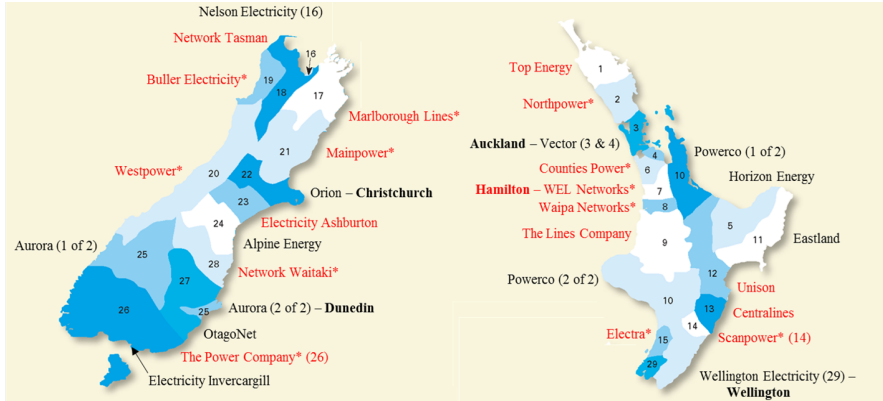 Nelson Electricity (16)
Network Tasman
16
Buller Electricity*
19
18
17
Marlborough Lines*
21
Mainpower*
Westpower*
20
22
Orion – Christchurch
23
Electricity Ashburton
24
Alpine Energy
Aurora (1 of 2)
25
28
Network Waitaki*
27
26
25
Aurora (2 of 2) – Dunedin
OtagoNet
The Power Company* (26)
Electricity Invercargill
Top Energy
1
Northpower*
2
3
Auckland – Vector (3 & 4)
4
Powerco (1 of 2)
Counties Power*
6
10
Horizon Energy
Hamilton – WEL Networks*
7
Waipa Networks*
8
5
The Lines Company
9
11
Eastland
Powerco (2 of 2)
12
Unison
10
13
Centralines
14
Electra*
15
Scanpower* (14)
29
Wellington Electricity (29) –
Wellington